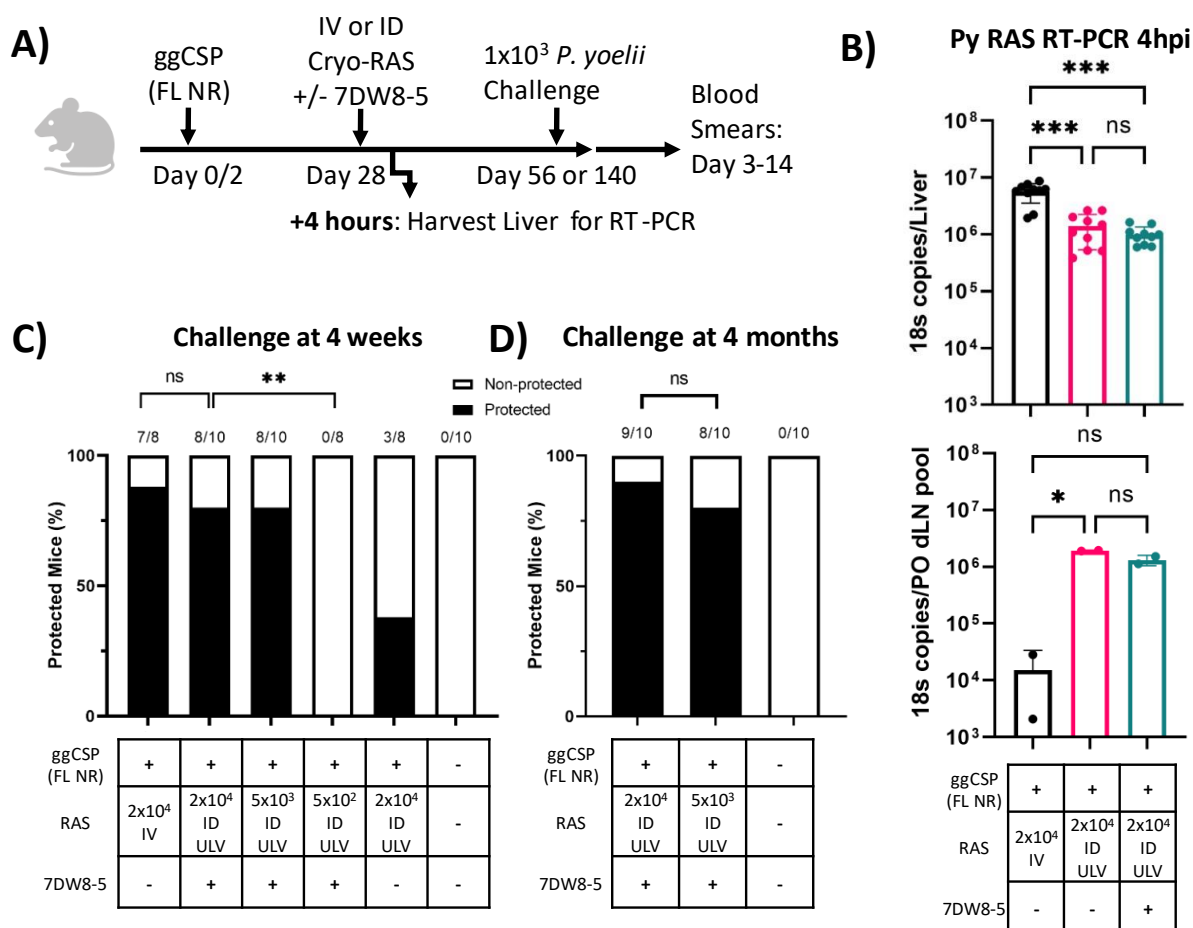 A)
ggCSP
(FL NR)
IV or ID
Cryo-RAS
+/- 7DW8-5
1x10³ P. yoelii
Challenge
Blood
Smears:
Day 3-14
Day 0/2
Day 28
Day 56 or 140
+4 hours: Harvest Liver for RT-PCR
B)
Py RAS RT-PCR 4hpi
***
***
ns
18s copies/Liver
10⁸
10⁷
10⁶
10⁵
10⁴
10³
ns
*
ns
18s copies/PO dLN pool
10⁸
10⁷
10⁶
10⁵
10⁴
10³
ggCSP
(FL NR)
+
+
+
RAS
2x10⁴
IV
2x10⁴
ID
ULV
2x10⁴
ID
ULV
7DW8-5
-
-
+
C)
Challenge at 4 weeks
ns
**
Non-protected
Protected
7/8
8/10
8/10
0/8
3/8
0/10
Protected Mice (%)
100
50
0
ggCSP
(FL NR)
+
+
+
+
+
-
RAS
2x10⁴
IV
2x10⁴
ID
ULV
5x10³
ID
ULV
5x10²
ID
ULV
2x10⁴
ID
ULV
-
7DW8-5
-
+
+
+
-
-
D)
Challenge at 4 months
ns
9/10
8/10
0/10
Protected Mice (%)
100
50
0
ggCSP
(FL NR)
+
+
-
RAS
2x10⁴
ID
ULV
5x10³
ID
ULV
-
7DW8-5
+
+
-